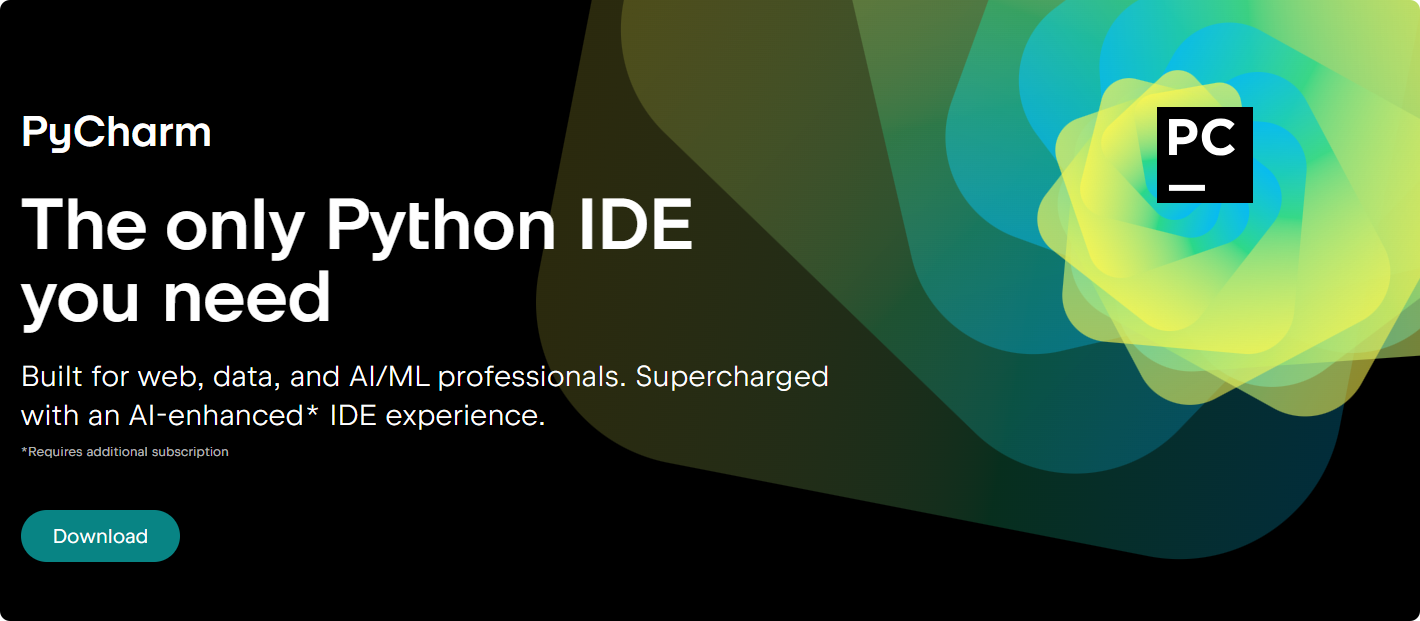 PyCharm
PC
The only Python IDE
you need
Built for web, data, and AI/ML professionals. Supercharged
with an AI-enhanced* IDE experience.
*Requires additional subscription
Download